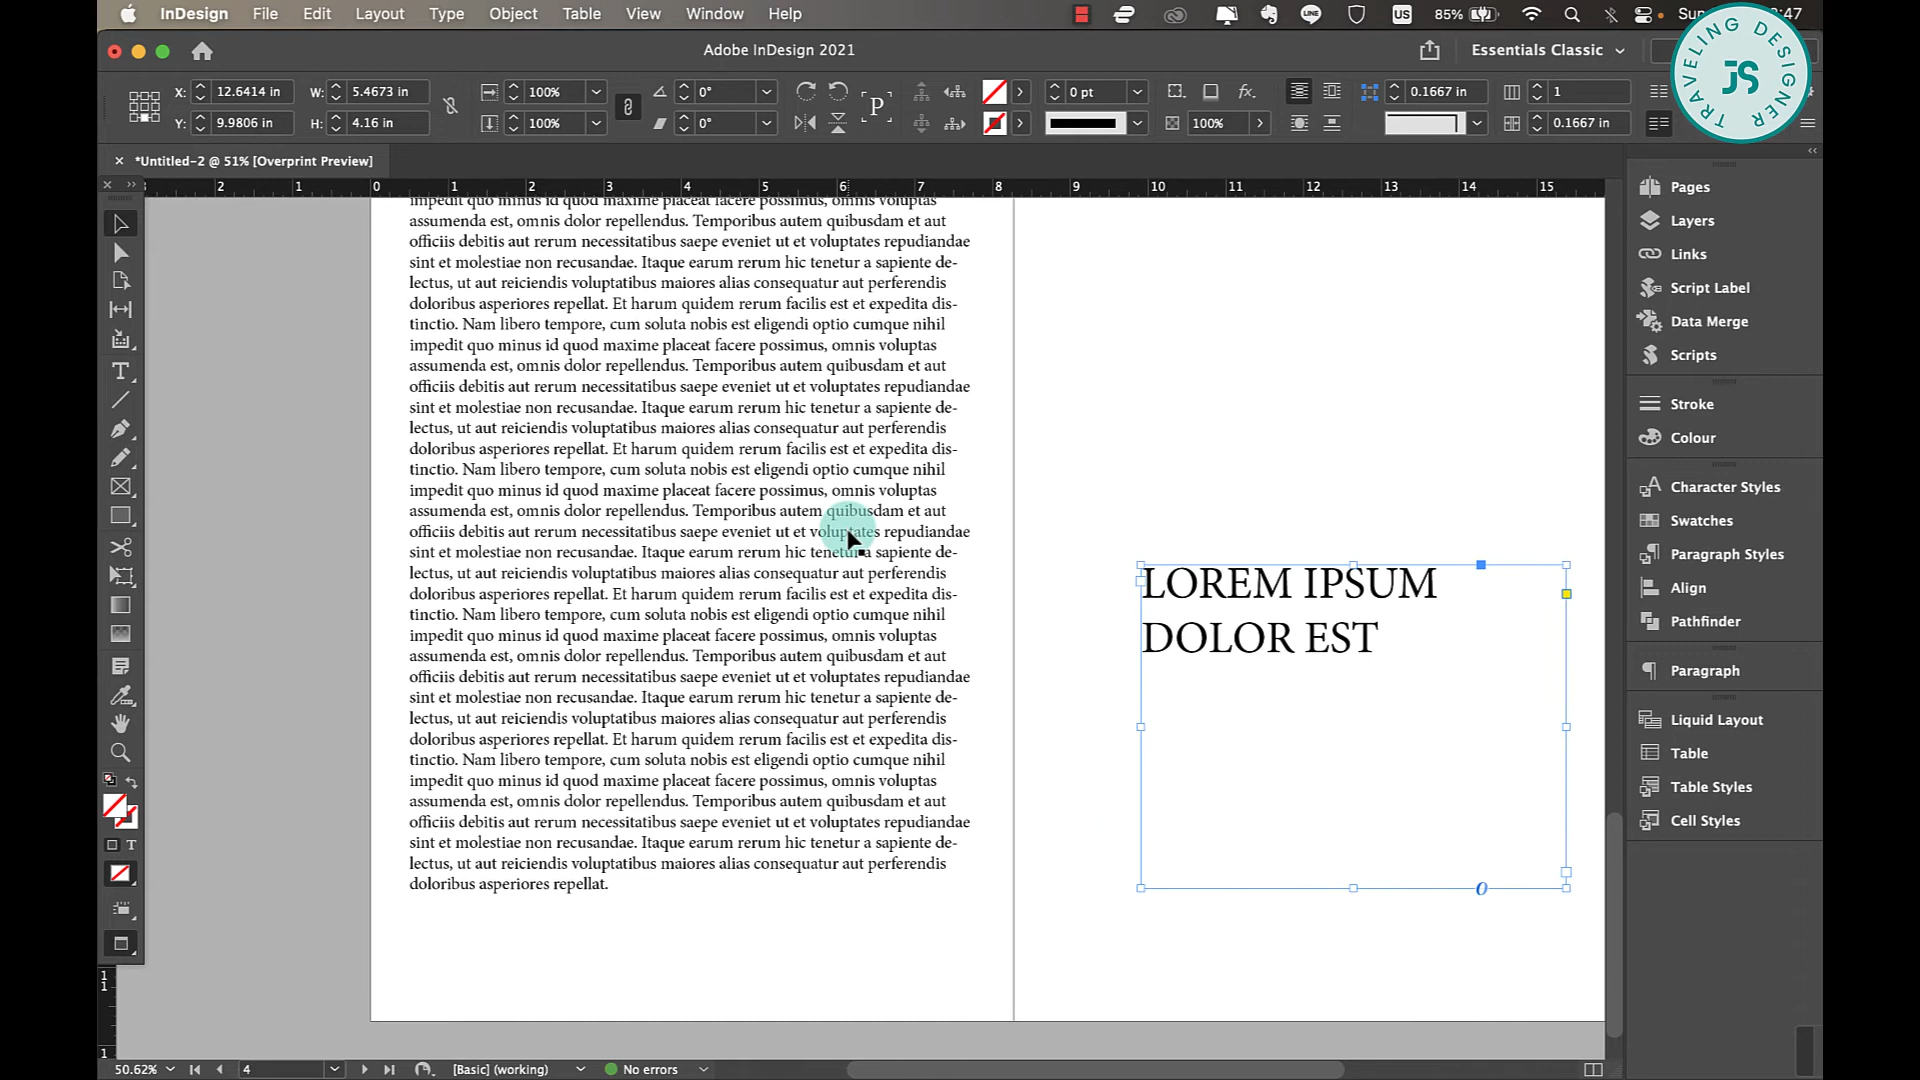 InDesign File Edit Layout Type Object Table View Window Help
US 85% Sun :47
Adobe InDesign 2021
Essentials Classic
TRAVELING DESIGNER
JS
X: 12.6414 in W: 5.4673 in 100% 0° P fx. 0 pt 0.1667 in 1
Y: 9.9806 in H: 4.16 in 100% 0° 100% 0.1667 in
*Untitled-2 @ 51% [Overprint Preview]
2 1 0 1 2 3 4 5 6 7 8 9 10 11 12 13 14 15
impedit quo minus id quod maxime placeat facere possimus, omnis voluptas
assumenda est, omnis dolor repellendus. Temporibus autem quibusdam et aut
officiis debitis aut rerum necessitatibus saepe eveniet ut et voluptates repudiandae
sint et molestiae non recusandae. Itaque earum rerum hic tenetur a sapiente de-
lectus, ut aut reiciendis voluptatibus maiores alias consequatur aut perferendis
doloribus asperiores repellat. Et harum quidem rerum facilis est et expedita dis-
tinctio. Nam libero tempore, cum soluta nobis est eligendi optio cumque nihil
impedit quo minus id quod maxime placeat facere possimus, omnis voluptas
assumenda est, omnis dolor repellendus. Temporibus autem quibusdam et aut
officiis debitis aut rerum necessitatibus saepe eveniet ut et voluptates repudiandae
sint et molestiae non recusandae. Itaque earum rerum hic tenetur a sapiente de-
lectus, ut aut reiciendis voluptatibus maiores alias consequatur aut perferendis
doloribus asperiores repellat. Et harum quidem rerum facilis est et expedita dis-
tinctio. Nam libero tempore, cum soluta nobis est eligendi optio cumque nihil
impedit quo minus id quod maxime placeat facere possimus, omnis voluptas
assumenda est, omnis dolor repellendus. Temporibus autem quibusdam et aut
officiis debitis aut rerum necessitatibus saepe eveniet ut et voluptates repudiandae
sint et molestiae non recusandae. Itaque earum rerum hic tenetur a sapiente de-
lectus, ut aut reiciendis voluptatibus maiores alias consequatur aut perferendis
doloribus asperiores repellat. Et harum quidem rerum facilis est et expedita dis-
tinctio. Nam libero tempore, cum soluta nobis est eligendi optio cumque nihil
impedit quo minus id quod maxime placeat facere possimus, omnis voluptas
assumenda est, omnis dolor repellendus. Temporibus autem quibusdam et aut
officiis debitis aut rerum necessitatibus saepe eveniet ut et voluptates repudiandae
sint et molestiae non recusandae. Itaque earum rerum hic tenetur a sapiente de-
lectus, ut aut reiciendis voluptatibus maiores alias consequatur aut perferendis
doloribus asperiores repellat. Et harum quidem rerum facilis est et expedita dis-
tinctio. Nam libero tempore, cum soluta nobis est eligendi optio cumque nihil
impedit quo minus id quod maxime placeat facere possimus, omnis voluptas
assumenda est, omnis dolor repellendus. Temporibus autem quibusdam et aut
officiis debitis aut rerum necessitatibus saepe eveniet ut et voluptates repudiandae
sint et molestiae non recusandae. Itaque earum rerum hic tenetur a sapiente de-
lectus, ut aut reiciendis voluptatibus maiores alias consequatur aut perferendis
doloribus asperiores repellat.
LOREM IPSUM
DOLOR EST
Pages
Layers
Links
Script Label
Data Merge
Scripts
Stroke
Colour
Character Styles
Swatches
Paragraph Styles
Align
Pathfinder
Paragraph
Liquid Layout
Table
Table Styles
Cell Styles
50.62% 4 [Basic] (working) No errors